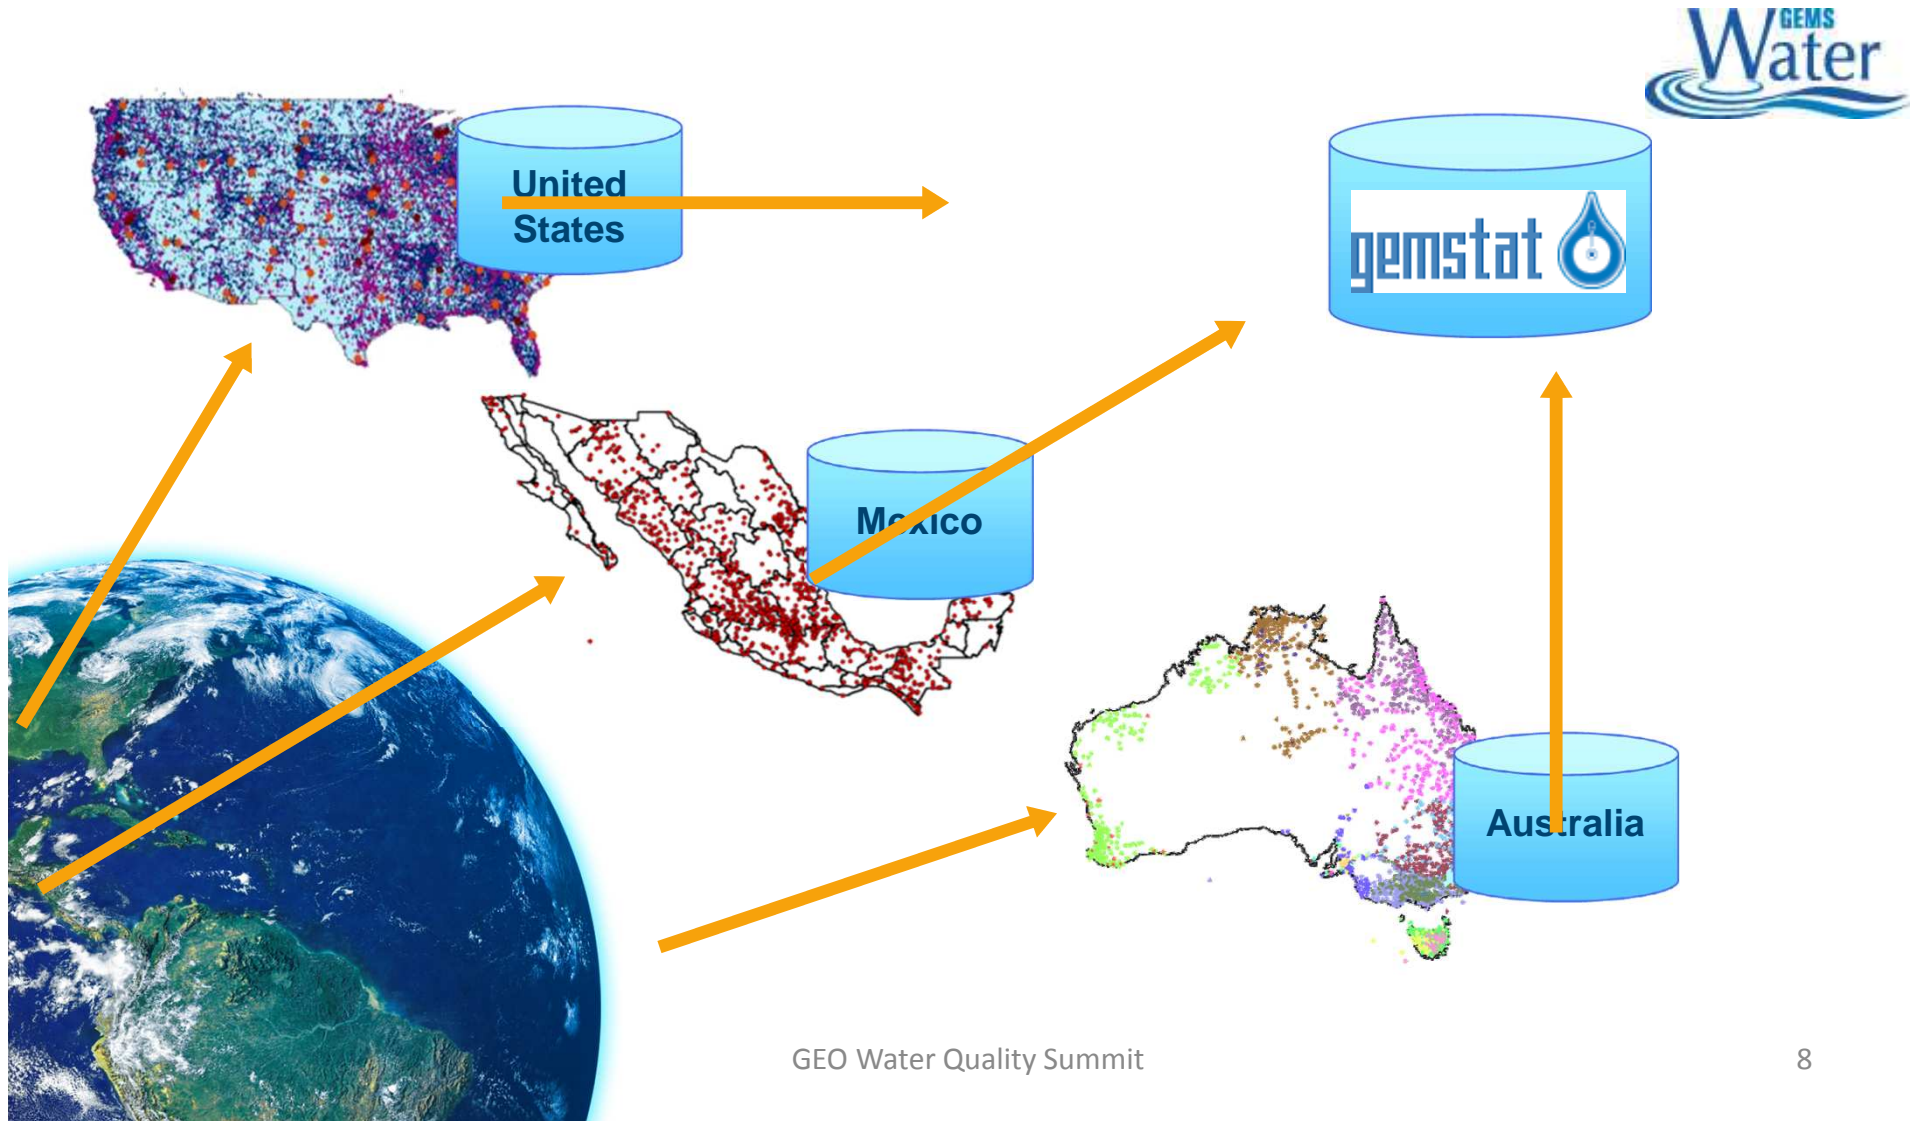 GEMS
Water
United
States
gemstat
Mexico
Australia
GEO Water Quality Summit
8